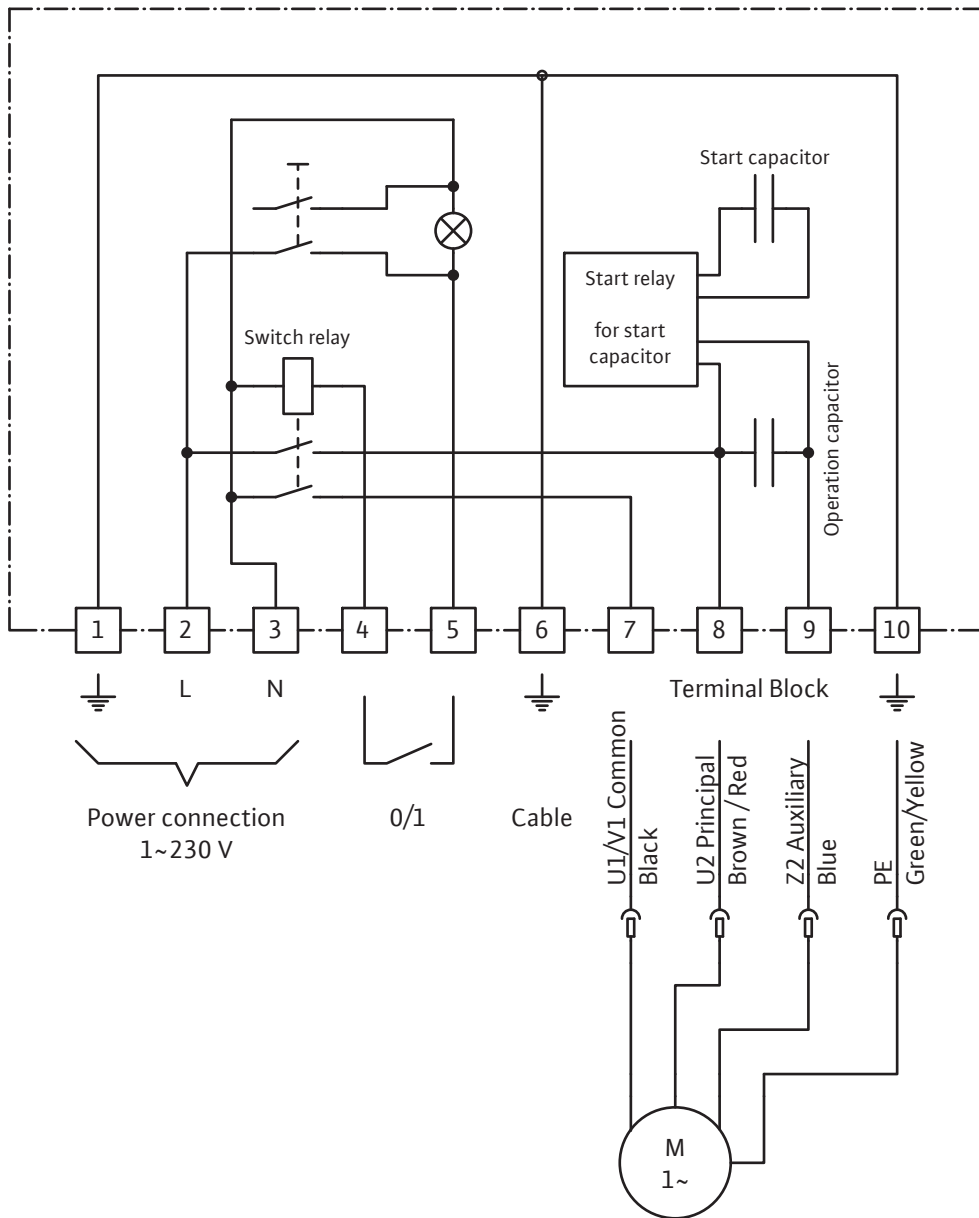 Start capacitor
Start relay
for start
capacitor
Switch relay
Operation capacitor
1
2
3
4
5
6
7
8
9
10
L
N
Terminal Block
Power connection
1~230 V
0/1
Cable
U1/V1 Common
Black
U2 Principal
Brown / Red
Z2 Auxiliary
Blue
PE
Green/Yellow
M
1~